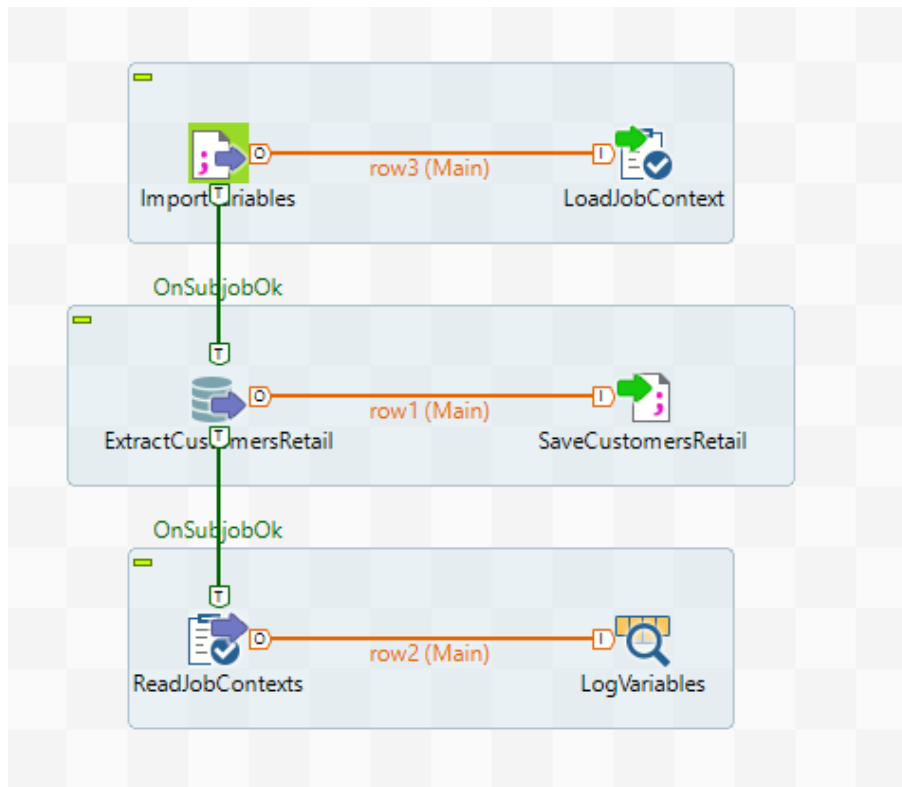 O
I
row3 (Main)
T
ImportVariables
LoadJobContext
OnSubjobOk
T
O
I
row1 (Main)
T
ExtractCustomersRetail
SaveCustomersRetail
OnSubjobOk
T
O
I
row2 (Main)
ReadJobContexts
LogVariables